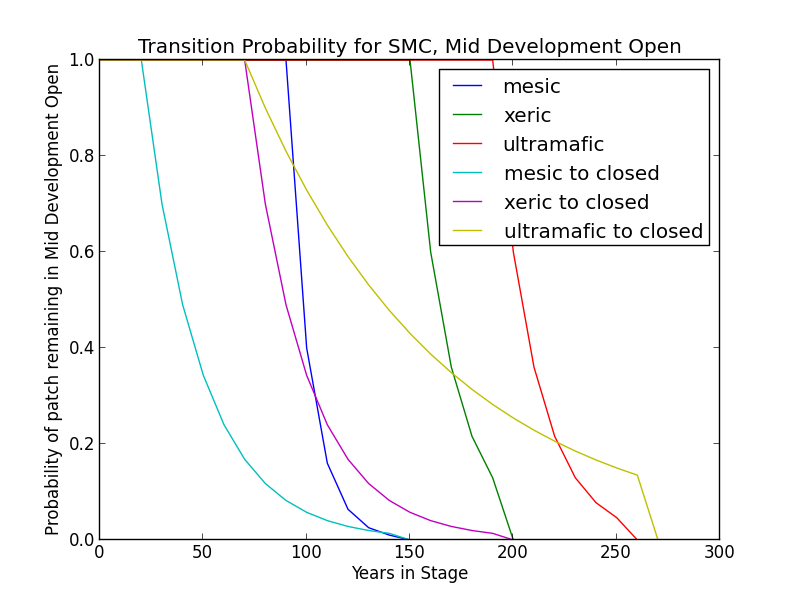 Transition Probability for SMC, Mid Development Open
Probability of patch remaining in Mid Development Open
1.0
0.8
0.6
0.4
0.2
0.0
mesic
xeric
ultramafic
mesic to closed
xeric to closed
ultramafic to closed
0 50 100 150 200 250 300
Years in Stage